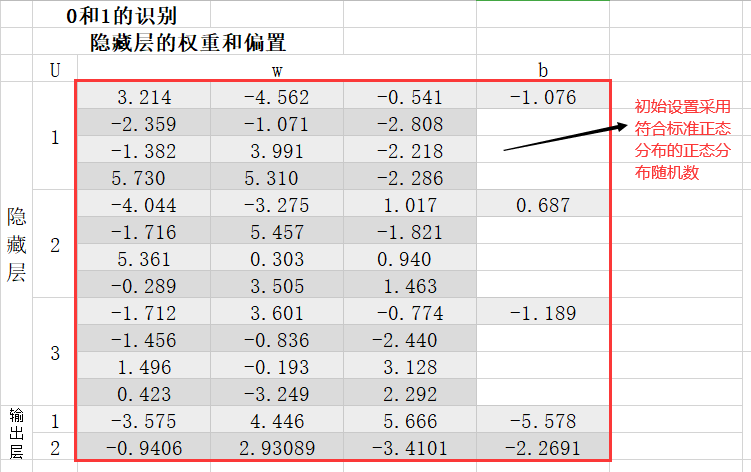 0和1的识别
隐藏层的权重和偏置
U w b
隐藏层
1
3.214 -4.562 -0.541 -1.076
-2.359 -1.071 -2.808
-1.382 3.991 -2.218
5.730 5.310 -2.286
2
-4.044 -3.275 1.017 0.687
-1.716 5.457 -1.821
5.361 0.303 0.940
-0.289 3.505 1.463
3
-1.712 3.601 -0.774 -1.189
-1.456 -0.836 -2.440
1.496 -0.193 3.128
0.423 -3.249 2.292
输出层
1 -3.575 4.446 5.666 -5.578
2 -0.9406 2.93089 -3.4101 -2.2691
初始设置采用
符合标准正态
分布的正态分
布随机数